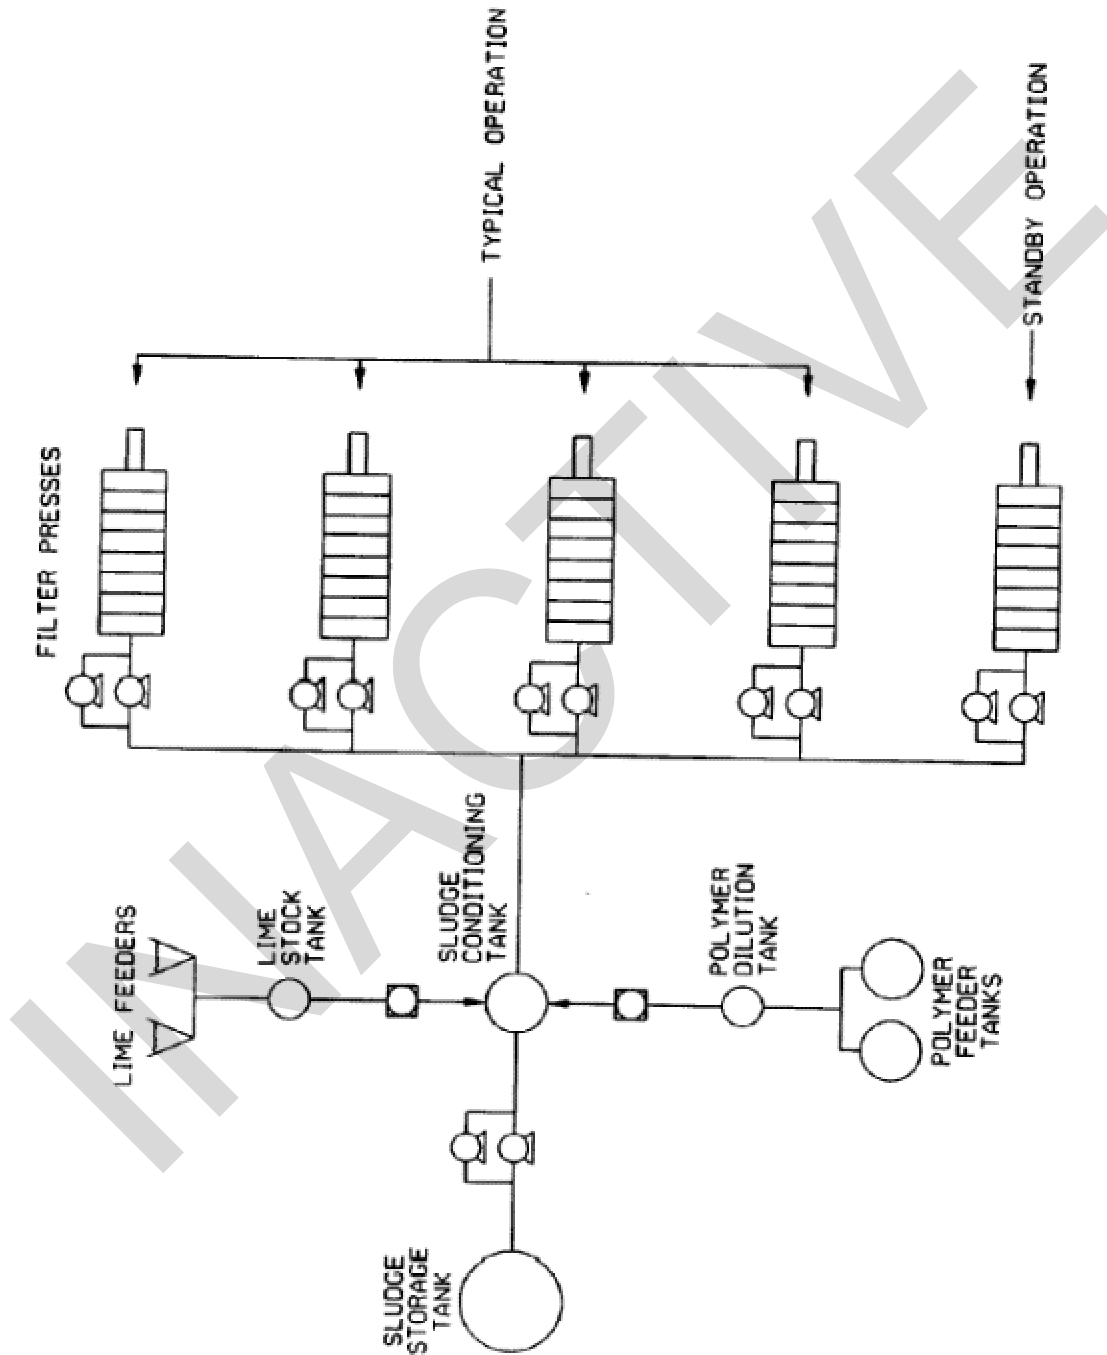 SLUDGE
STORAGE
TANK
LIME FEEDERS
LIME
STOCK
TANK
SLUDGE
CONDITIONING
TANK
POLYMER
DILUTION
TANK
POLYMER
FEEDER
TANKS
FILTER PRESSES
TYPICAL OPERATION
STANDBY OPERATION
INACTIVE